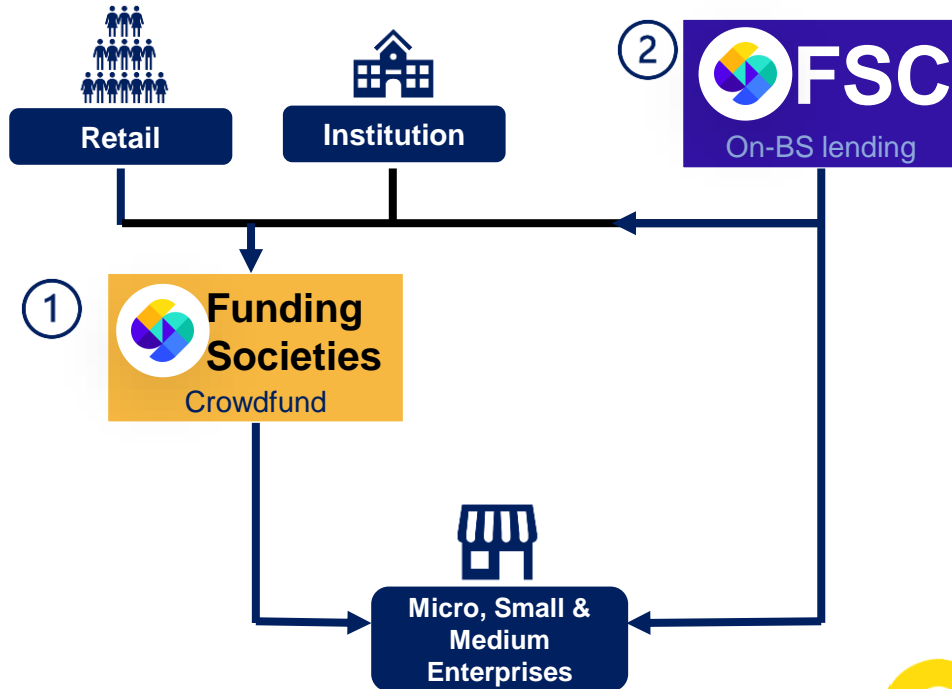 Retail
Institution
2
FSC
On-BS lending
1
Funding
Societies
Crowdfund
Micro, Small &
Medium
Enterprises